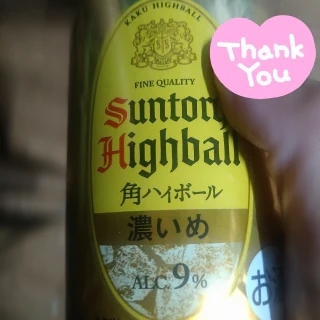 KAKU HIGHBALL
FINE QUALITY
Suntory
Highball
角ハイボール
濃いめ
ALC.9%
お
Thank
You